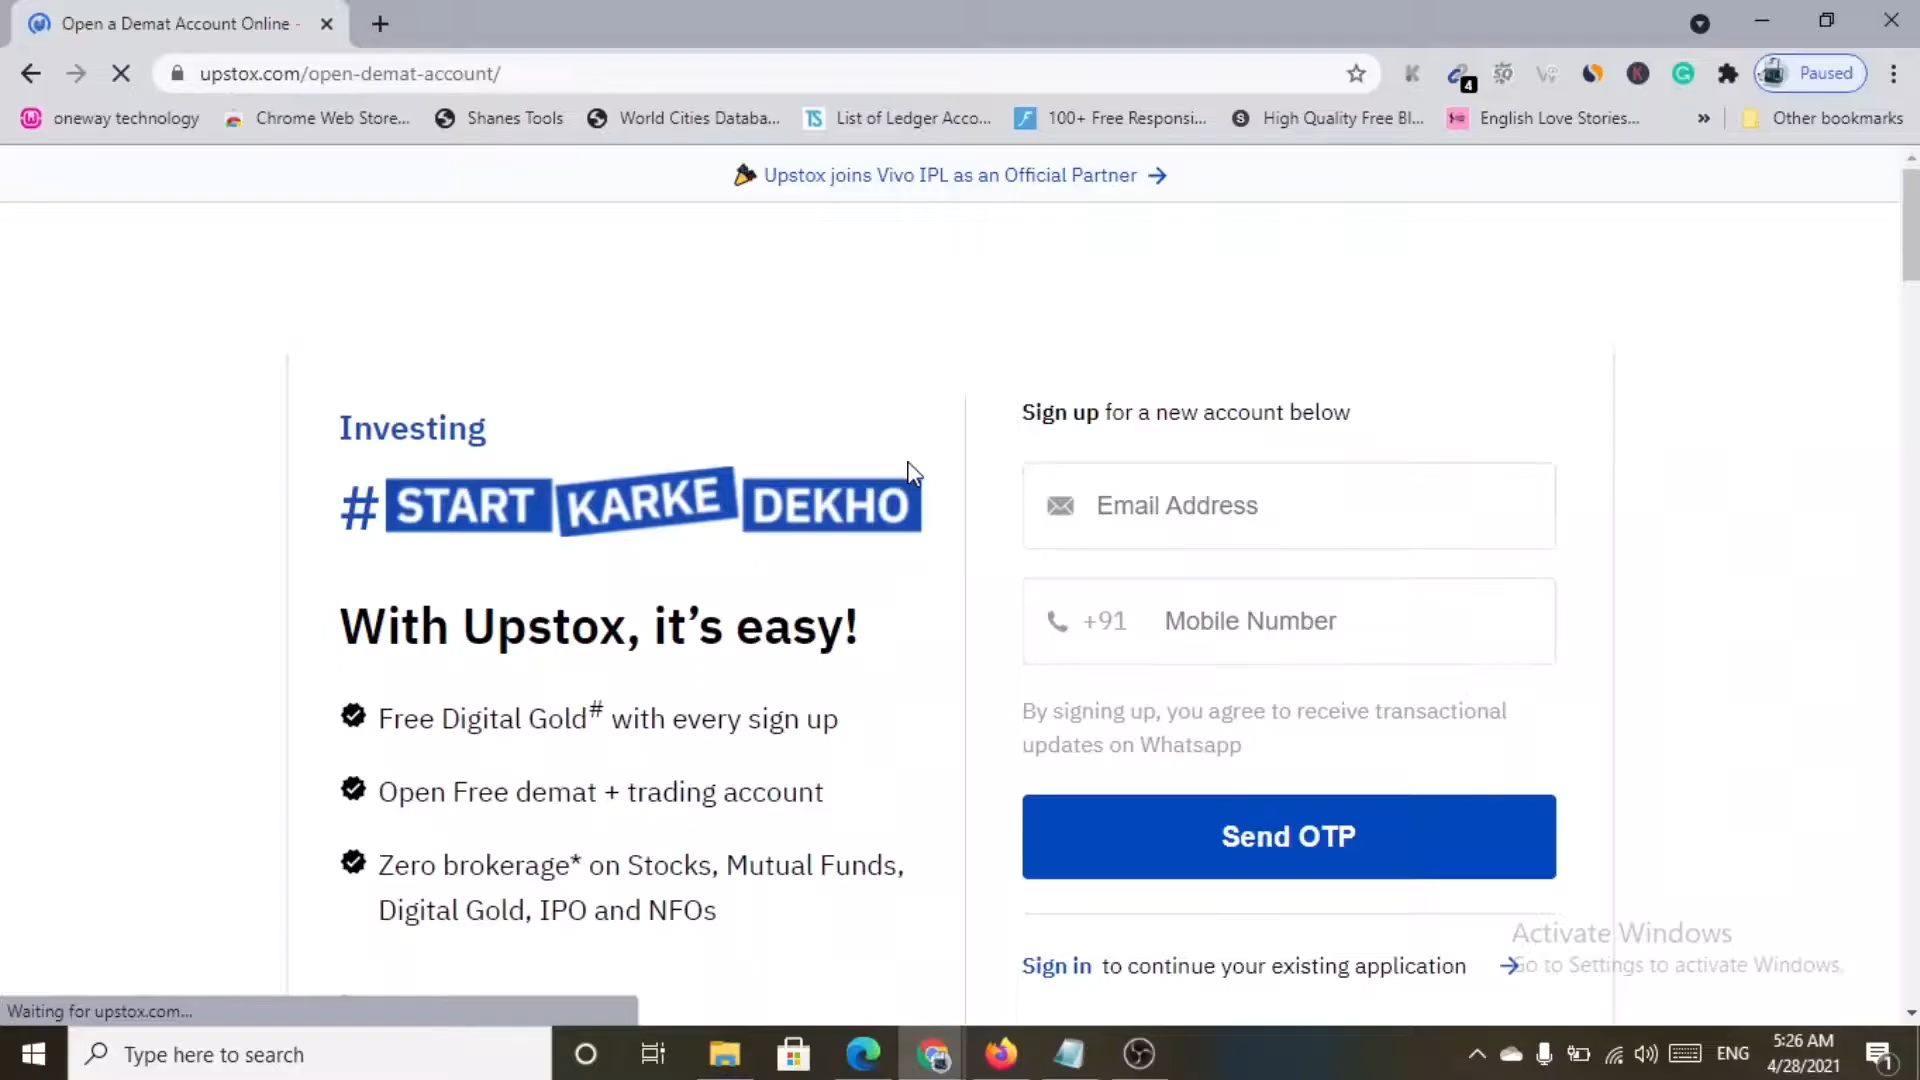 Open a Demat Account Online -
upstox.com/open-demat-account/
4
Paused
oneway technology
Chrome Web Store...
Shanes Tools
World Cities Databa...
TS
List of Ledger Acco...
100+ Free Responsi...
High Quality Free Bl...
English Love Stories...
»
Other bookmarks
Upstox joins Vivo IPL as an Official Partner →
Investing
# START KARKE DEKHO
With Upstox, it’s easy!
Free Digital Gold# with every sign up
Open Free demat + trading account
Zero brokerage* on Stocks, Mutual Funds,
Digital Gold, IPO and NFOs
Sign up for a new account below
Email Address
+91 Mobile Number
By signing up, you agree to receive transactional
updates on Whatsapp
Send OTP
Sign in to continue your existing application →
Activate Windows
Go to Settings to activate Windows.
Waiting for upstox.com...
Type here to search
ENG
5:26 AM
4/28/2021
1